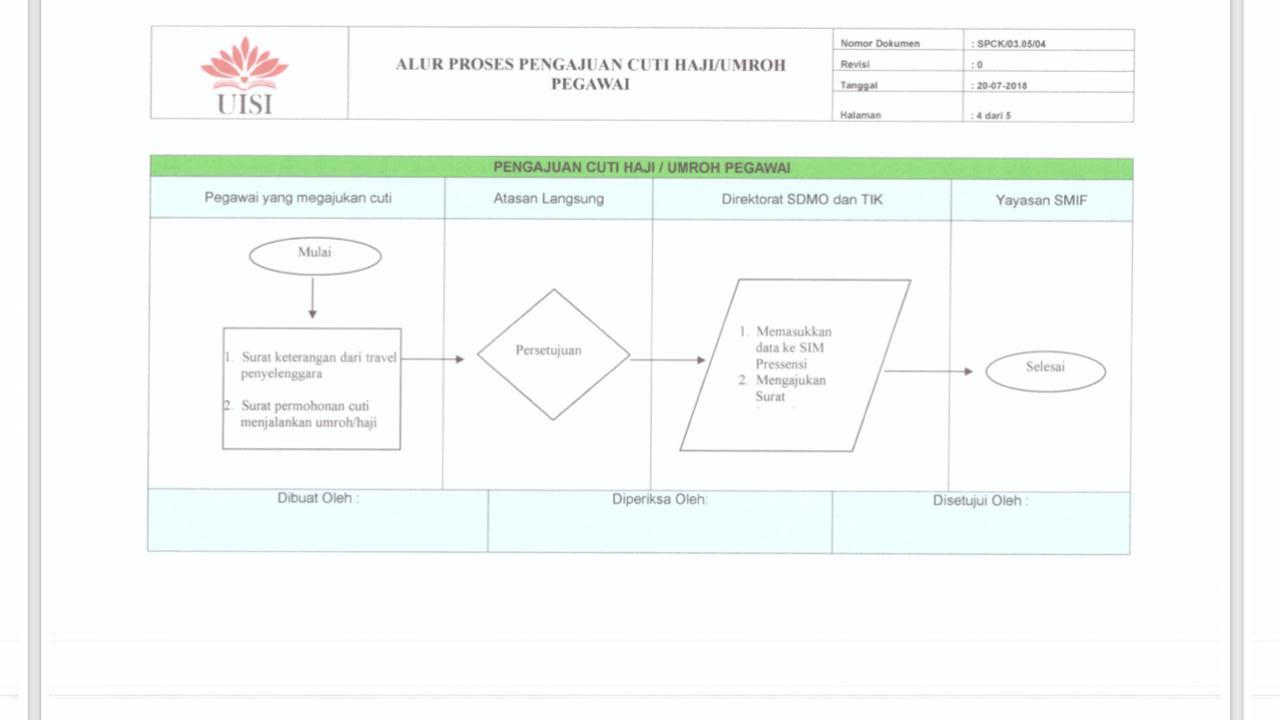 UISI
ALUR PROSES PENGAJUAN CUTI HAJI/UMROH
PEGAWAI
Nomor Dokumen : SPCK/03.05/04
Revisi : 0
Tanggal : 20-07-2018
Halaman : 4 dari 5
PENGAJUAN CUTI HAJI / UMROH PEGAWAI
Pegawai yang megajukan cuti
Atasan Langsung
Direktorat SDMO dan TIK
Yayasan SMIF
Mulai
1. Surat keterangan dari travel
penyelenggara
2. Surat permohonan cuti
menjalankan umroh/haji
Persetujuan
1. Memasukkan
data ke SIM
Pressensi
2. Mengajukan
Surat
Selesai
Dibuat Oleh :
Diperiksa Oleh:
Disetujui Oleh :